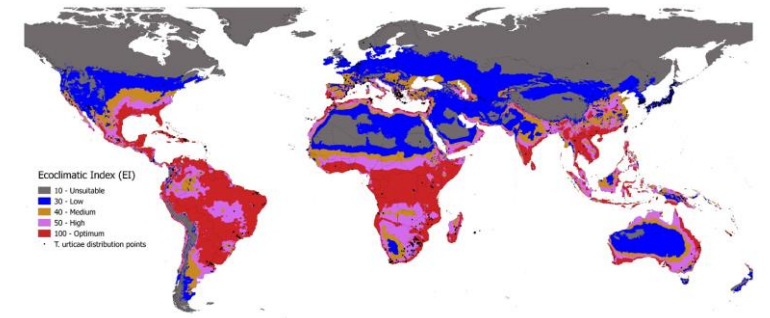 Ecoclimatic Index (EI)
10 - Unsuitable
30 - Low
40 - Medium
50 - High
100 - Optimum
T. urticae distribution points